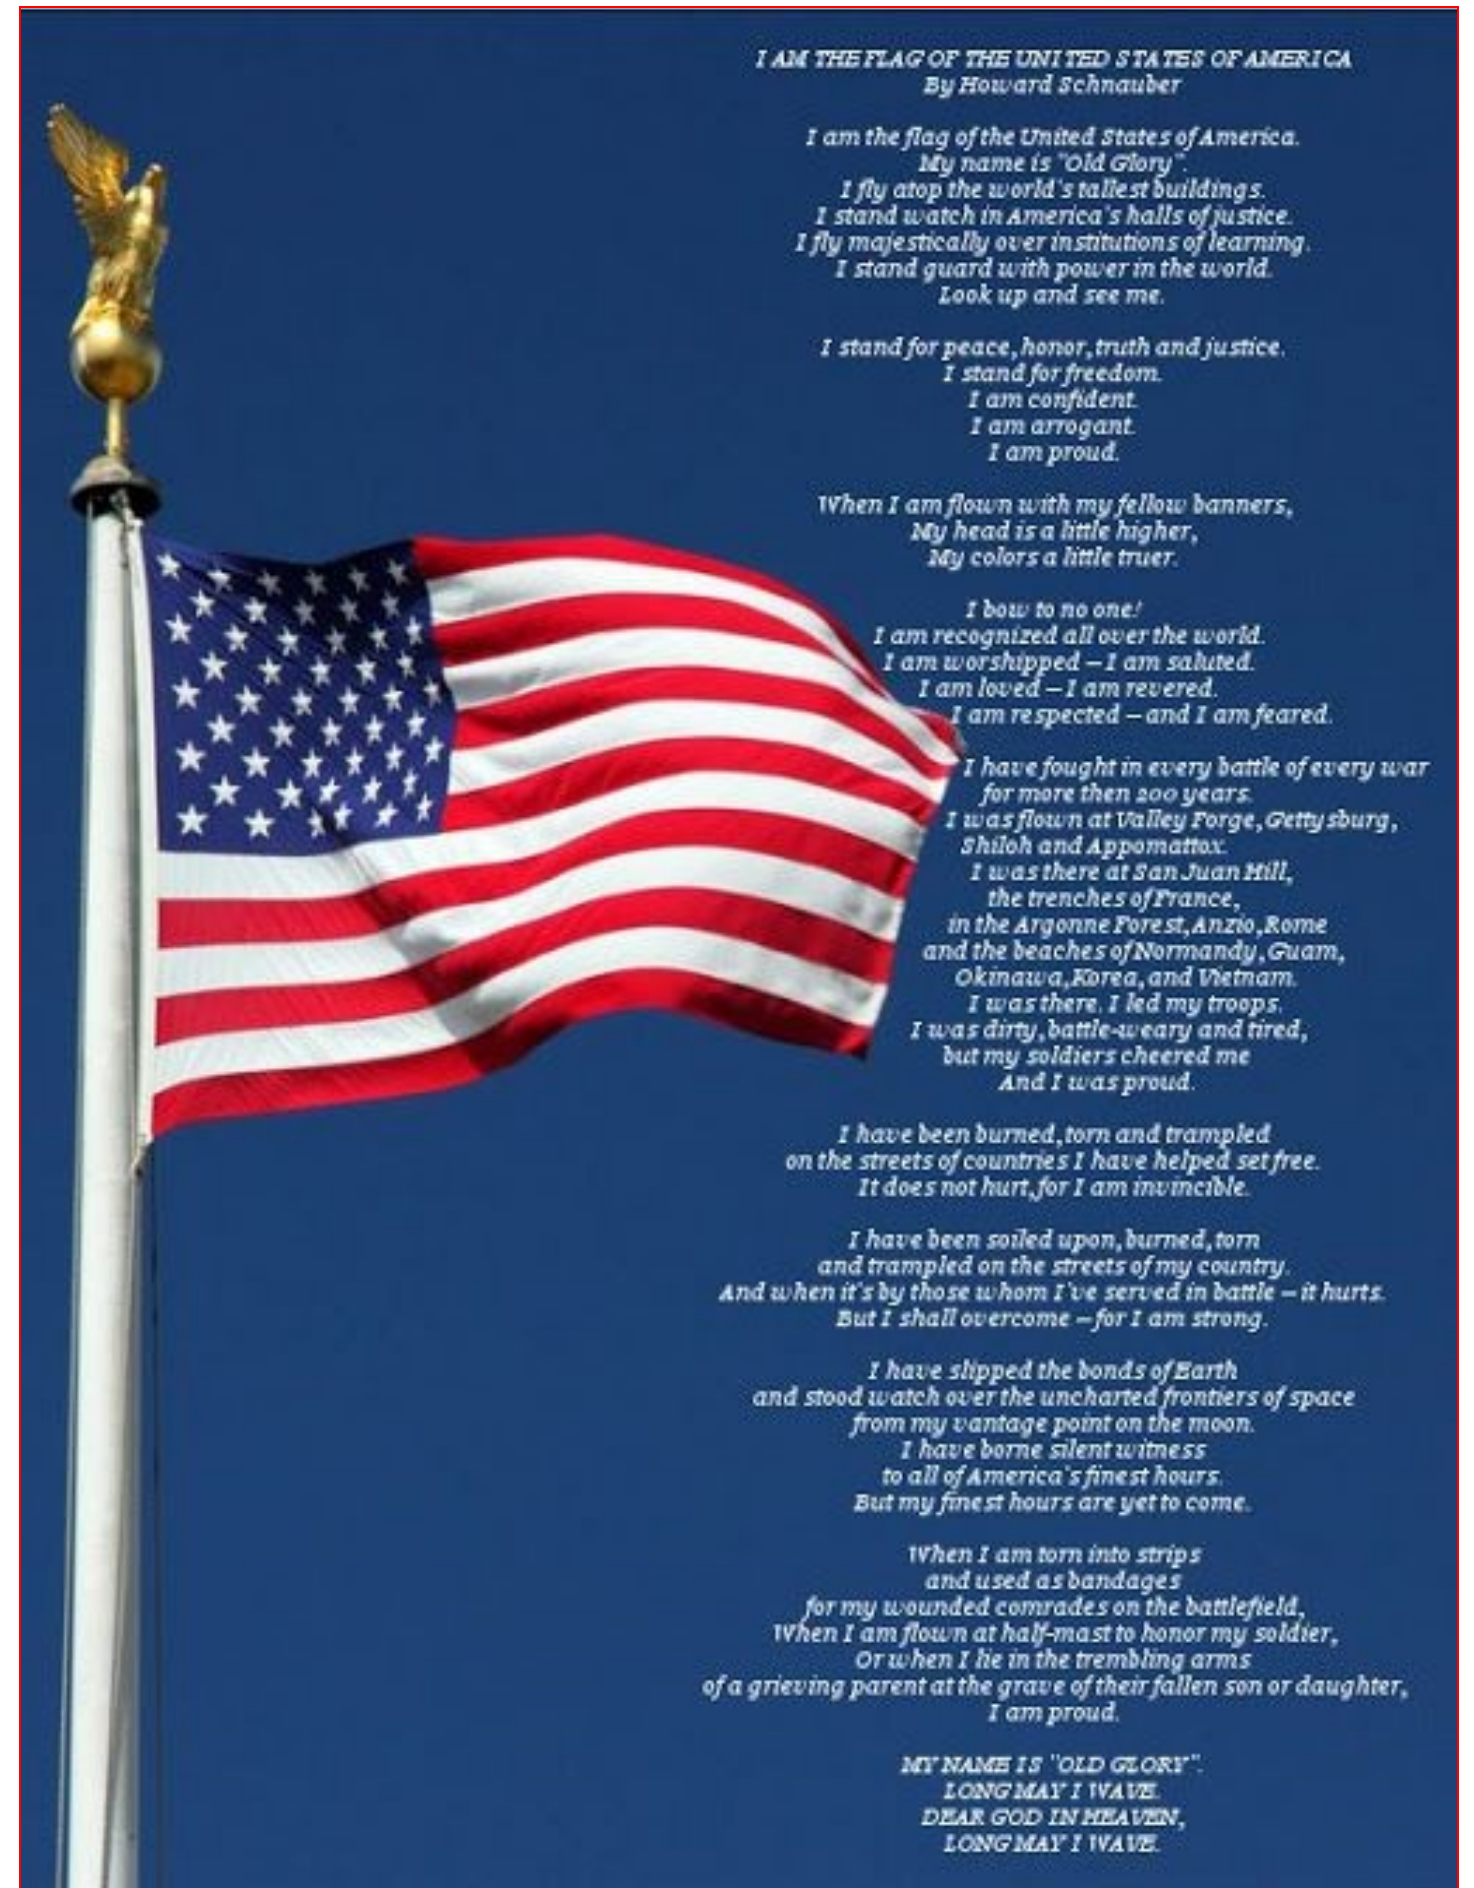 I AM THE FLAG OF THE UNITED STATES OF AMERICA
By Howard Schnauber
I am the flag of the United States of America.
My name is "Old Glory".
I fly atop the world's tallest buildings.
I stand watch in America's halls of justice.
I fly majestically over institutions of learning.
I stand guard with power in the world.
Look up and see me.
I stand for peace, honor, truth and justice.
I stand for freedom.
I am confident.
I am arrogant.
I am proud.
When I am flown with my fellow banners,
My head is a little higher,
My colors a little truer.
I bow to no one!
I am recognized all over the world.
I am worshipped – I am saluted.
I am loved – I am revered.
I am respected – and I am feared.
I have fought in every battle of every war
for more then 200 years.
I was flown at Valley Forge, Gettysburg,
Shiloh and Appomattox.
I was there at San Juan Hill,
the trenches of France,
in the Argonne Forest, Anzio, Rome
and the beaches of Normandy, Guam,
Okinawa, Korea, and Vietnam.
I was there. I led my troops.
I was dirty, battle-weary and tired,
but my soldiers cheered me
And I was proud.
I have been burned, torn and trampled
on the streets of countries I have helped set free.
It does not hurt, for I am invincible.
I have been soiled upon, burned, torn
and trampled on the streets of my country.
And when it's by those whom I've served in battle – it hurts.
But I shall overcome – for I am strong.
I have slipped the bonds of Earth
and stood watch over the uncharted frontiers of space
from my vantage point on the moon.
I have borne silent witness
to all of America's finest hours.
But my finest hours are yet to come.
When I am torn into strips
and used as bandages
for my wounded comrades on the battlefield,
When I am flown at half-mast to honor my soldier,
Or when I lie in the trembling arms
of a grieving parent at the grave of their fallen son or daughter,
I am proud.
MY NAME IS "OLD GLORY".
LONG MAY I WAVE.
DEAR GOD IN HEAVEN,
LONG MAY I WAVE.